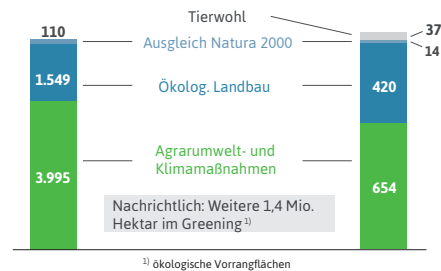 Tierwohl
110
37
Ausgleich Natura 2000
14
1.549
Ökolog. Landbau
420
Agrarumwelt- und
Klimamaßnahmen
3.995
654
Nachrichtlich: Weitere 1,4 Mio.
Hektar im Greening 1)
1) ökologische Vorrangflächen